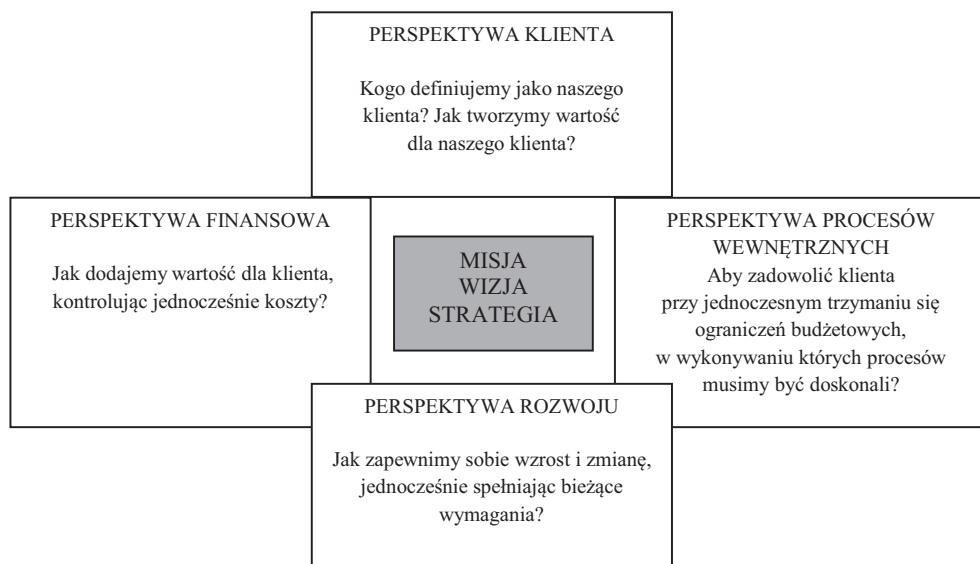 PERSPEKTYWA KLIENTA
Kogo definiujemy jako naszego
klienta? Jak tworzymy wartość
dla naszego klienta?
PERSPEKTYWA FINANSOWA
Jak dodajemy wartość dla klienta,
kontrolując jednocześnie koszty?
MISJA
WIZJA
STRATEGIA
PERSPEKTYWA PROCESÓW
WEWNĘTRZNYCH
Aby zadowolić klienta
przy jednoczesnym trzymaniu się
ograniczeń budżetowych,
w wykonywaniu których procesów
musimy być doskonali?
PERSPEKTYWA ROZWOJU
Jak zapewnimy sobie wzrost i zmianę,
jednocześnie spełniając bieżące
wymagania?